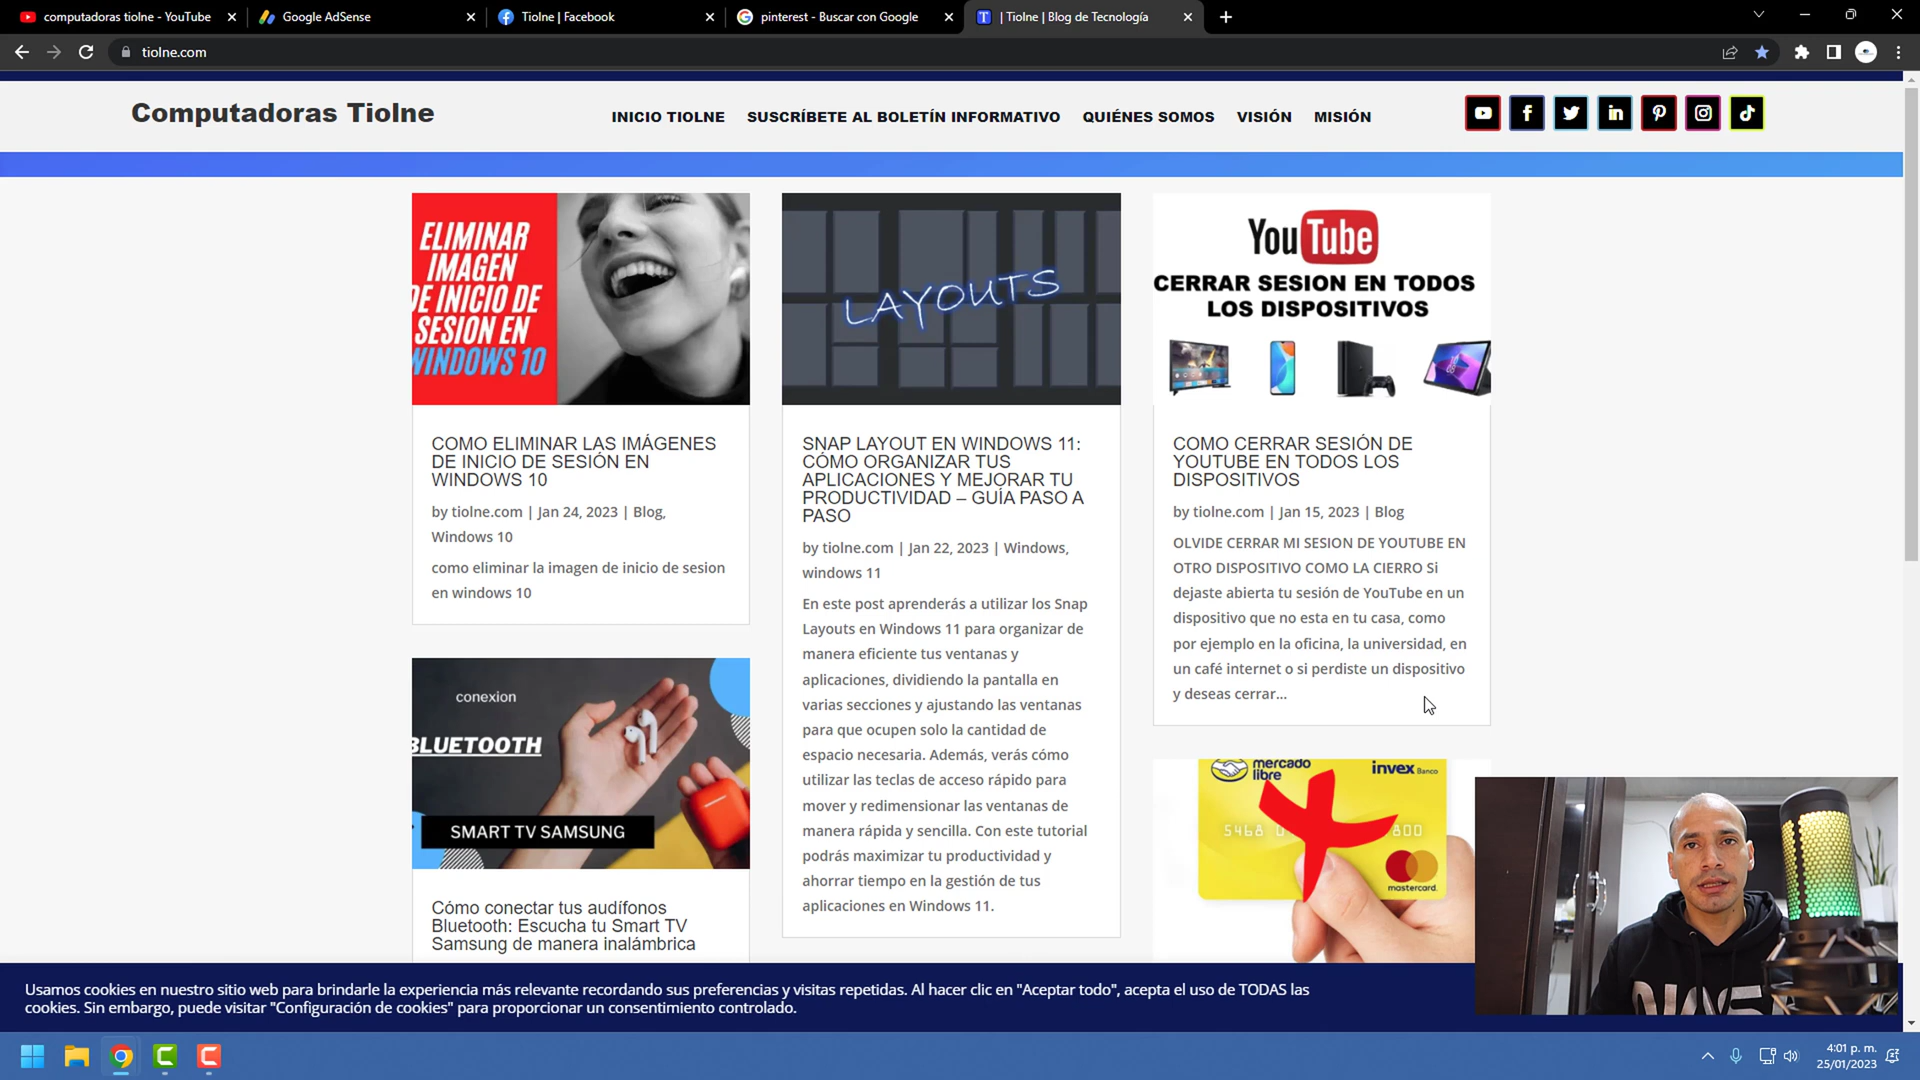 computadoras tiolne - YouTube
Google AdSense
Tiolne | Facebook
pinterest - Buscar con Google
| Tiolne | Blog de Tecnología
tiolne.com
Computadoras Tiolne
INICIO TIOLNE
SUSCRÍBETE AL BOLETÍN INFORMATIVO
QUIÉNES SOMOS
VISIÓN
MISIÓN
ELIMINAR
IMAGEN
DE INICIO DE
SESION EN
WINDOWS 10
COMO ELIMINAR LAS IMÁGENES
DE INICIO DE SESIÓN EN
WINDOWS 10
by tiolne.com | Jan 24, 2023 | Blog,
Windows 10
como eliminar la imagen de inicio de sesion
en windows 10
conexion
BLUETOOTH
SMART TV SAMSUNG
Cómo conectar tus audífonos
Bluetooth: Escucha tu Smart TV
Samsung de manera inalámbrica
LAYOUTS
SNAP LAYOUT EN WINDOWS 11:
CÓMO ORGANIZAR TUS
APLICACIONES Y MEJORAR TU
PRODUCTIVIDAD – GUÍA PASO A
PASO
by tiolne.com | Jan 22, 2023 | Windows,
windows 11
En este post aprenderás a utilizar los Snap
Layouts en Windows 11 para organizar de
manera eficiente tus ventanas y
aplicaciones, dividiendo la pantalla en
varias secciones y ajustando las ventanas
para que ocupen solo la cantidad de
espacio necesaria. Además, verás cómo
utilizar las teclas de acceso rápido para
mover y redimensionar las ventanas de
manera rápida y sencilla. Con este tutorial
podrás maximizar tu productividad y
ahorrar tiempo en la gestión de tus
aplicaciones en Windows 11.
YouTube
CERRAR SESION EN TODOS
LOS DISPOSITIVOS
COMO CERRAR SESIÓN DE
YOUTUBE EN TODOS LOS
DISPOSITIVOS
by tiolne.com | Jan 15, 2023 | Blog
OLVIDE CERRAR MI SESION DE YOUTUBE EN
OTRO DISPOSITIVO COMO LA CIERRO Si
dejaste abierta tu sesión de YouTube en un
dispositivo que no esta en tu casa, como
por ejemplo en la oficina, la universidad, en
un café internet o si perdiste un dispositivo
y deseas cerrar...
mercado
libre
invex Banco
5468
800
mastercard.
Usamos cookies en nuestro sitio web para brindarle la experiencia más relevante recordando sus preferencias y visitas repetidas. Al hacer clic en "Aceptar todo", acepta el uso de TODAS las
cookies. Sin embargo, puede visitar "Configuración de cookies" para proporcionar un consentimiento controlado.
4:01 p. m.
25/01/2023